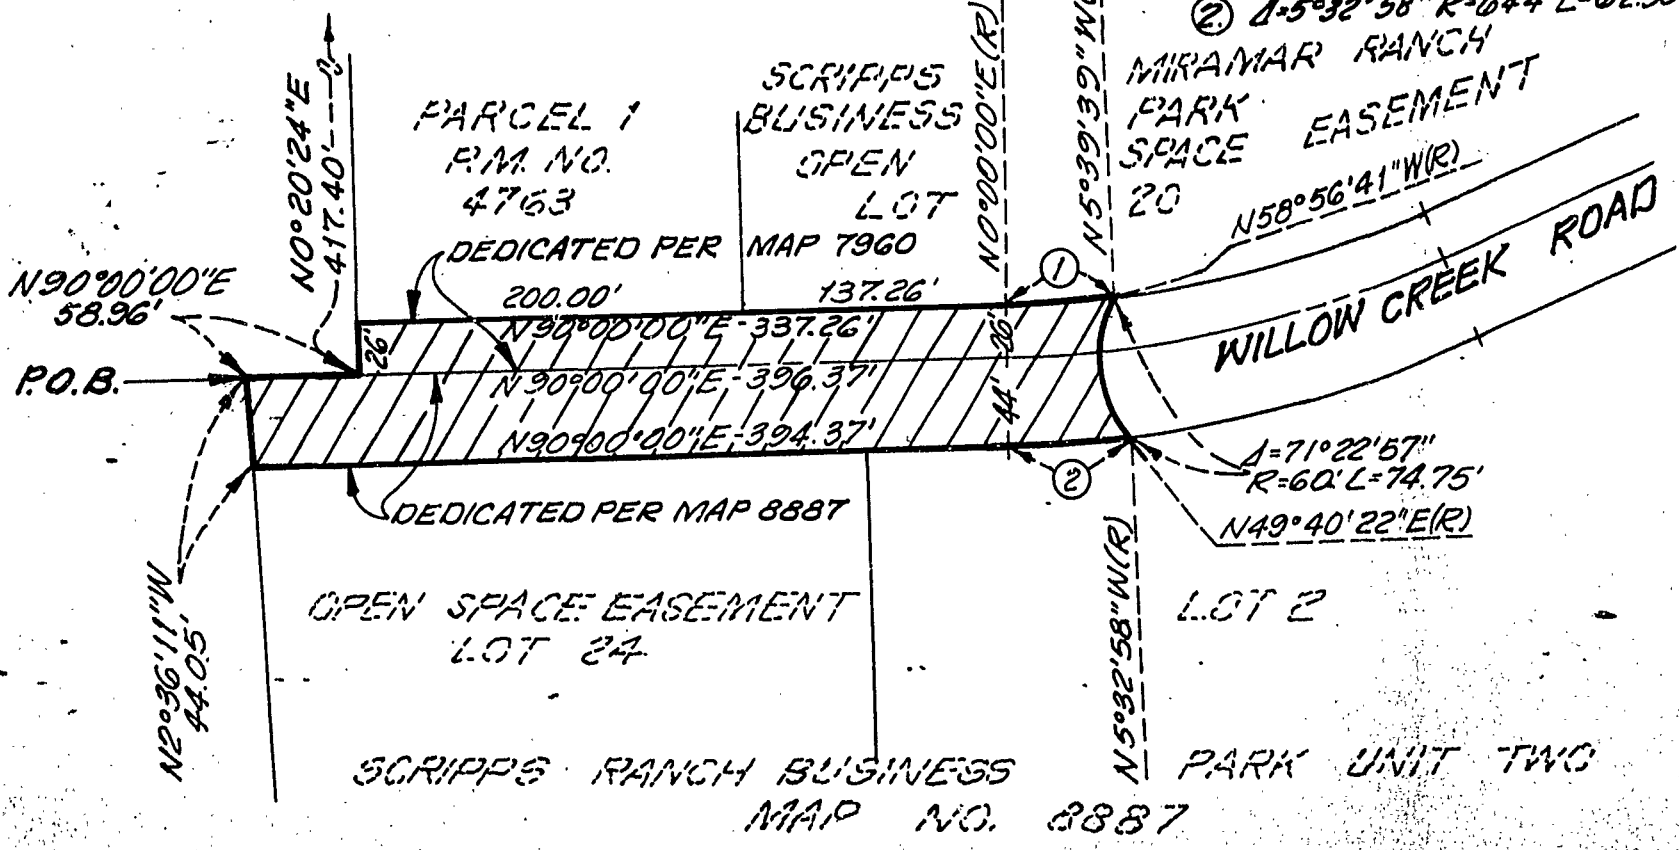 ② Δ=5°32'58" R=644'
MIRAMAR RANCH
PARK
SPACE EASEMENT
20
SCRIPPS
BUSINESS
OPEN
LOT
PARCEL 1
P.M. NO.
4763
N0°20'24"E
417.40'
N0°00'00"E(R)
N5°39'39"W
N58°56'41"W(R)
DEDICATED PER MAP 7960
N90°00'00"E
58.96'
200.00'
137.26'
①
26'
N90°00'00"E-337.26'
26'
WILLOW CREEK ROAD
P.O.B.
N90°00'00"E-396.37'
44'
N90°00'00"E-394.37'
Δ=71°22'57"
R=60' L=74.75'
②
DEDICATED PER MAP 8887
N49°40'22"E(R)
N2°36'11"W
44.05'
OPEN SPACE EASEMENT
LOT 24
N5°32'58"W(R)
LOT 2
SCRIPPS RANCH BUSINESS PARK UNIT TWO
MAP NO. 8887